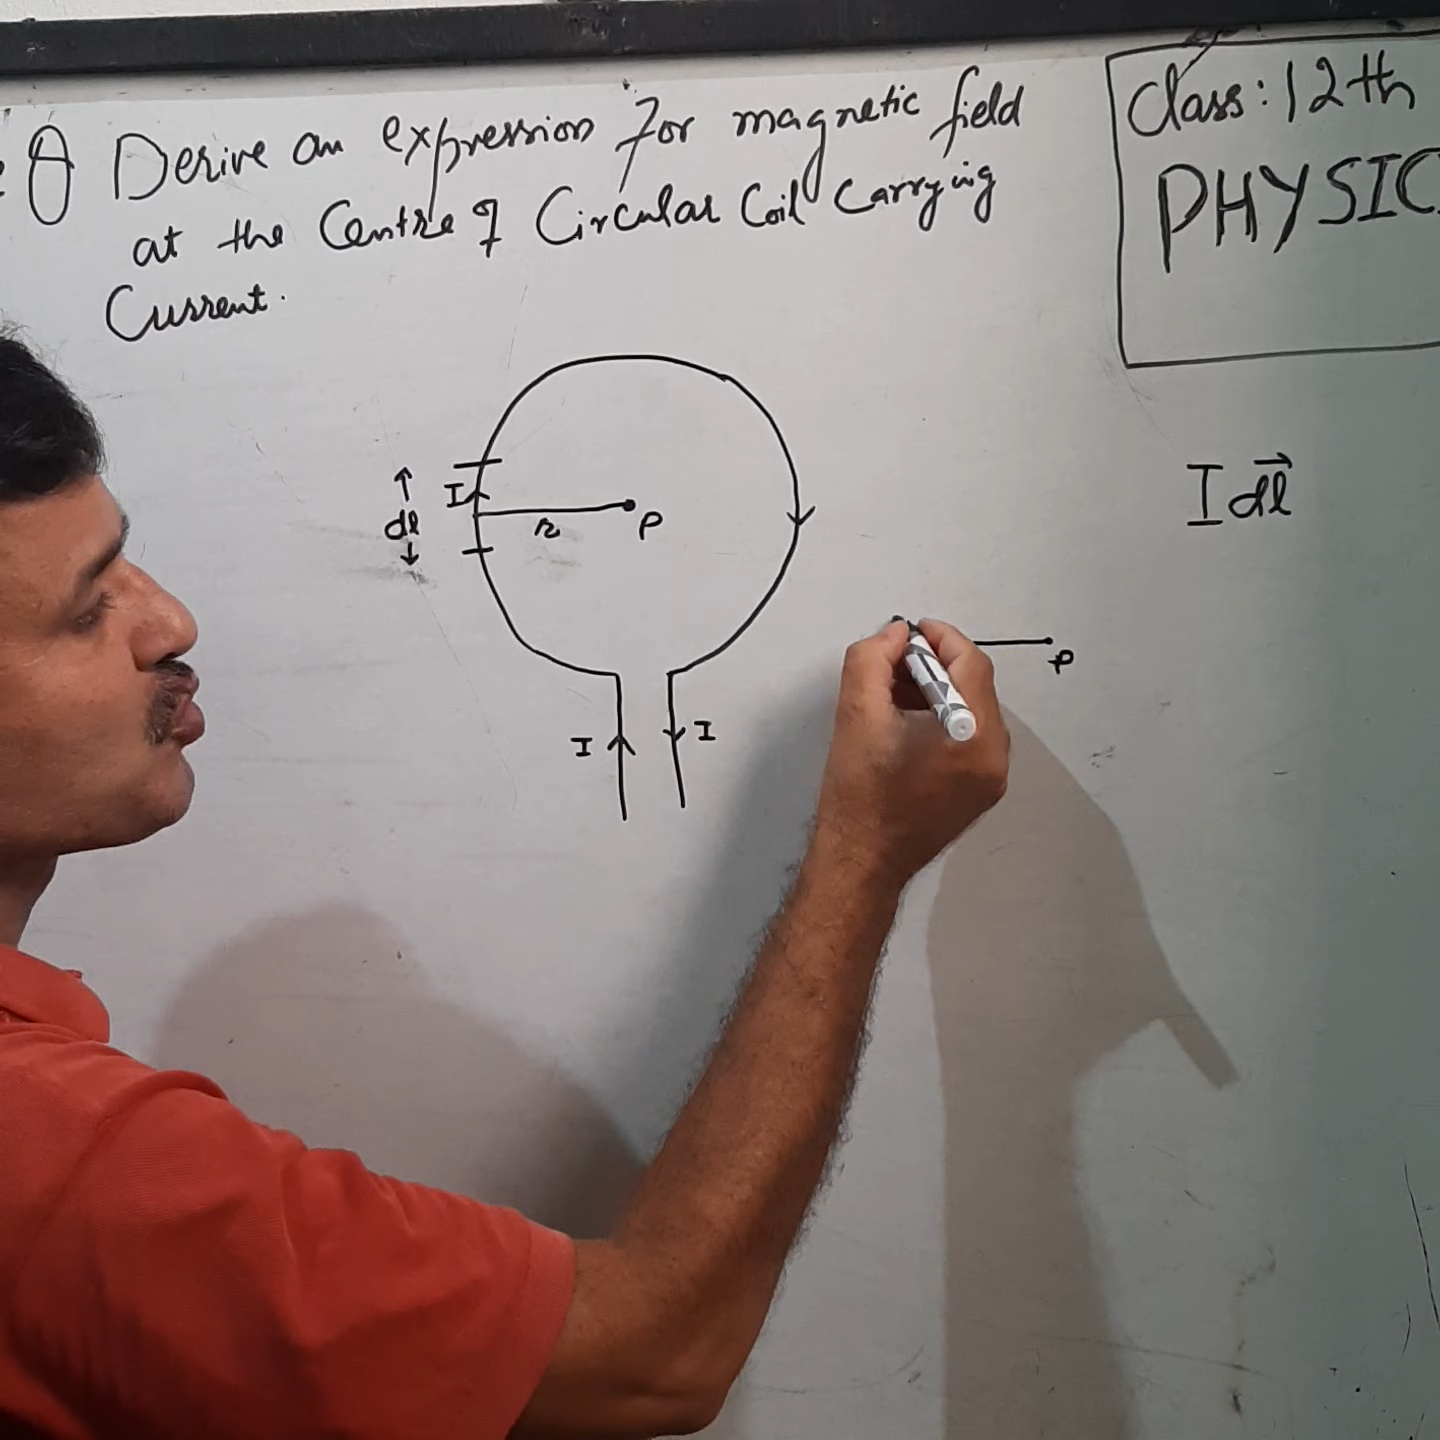 Q Derive an expression for magnetic field
at the Centre of Circular Coil Carrying
Current.
Class: 12th
PHYSIC
I
dl
r
P
I dl
P
I
I